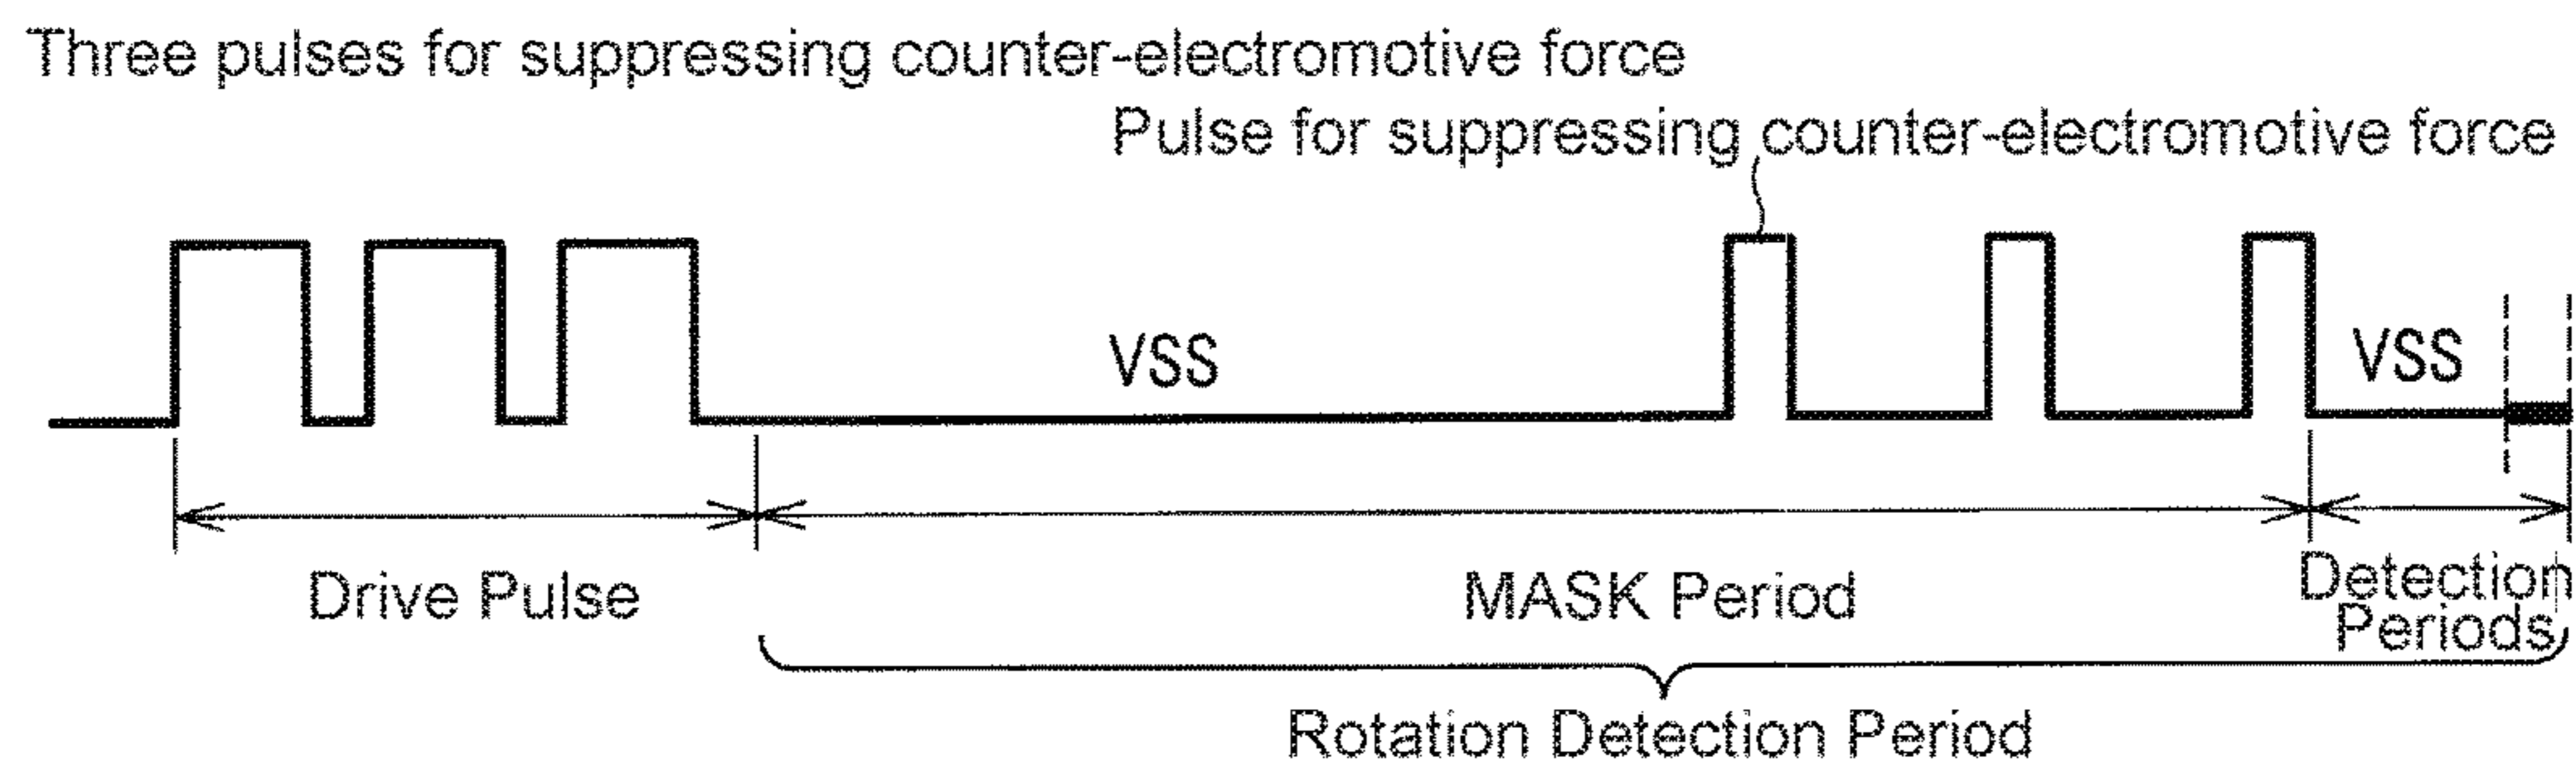 Three pulses for suppressing counter-electromotive force
Pulse for suppressing counter-electromotive force
VSS
VSS
Drive Pulse
MASK Period
Detection
Periods
Rotation Detection Period